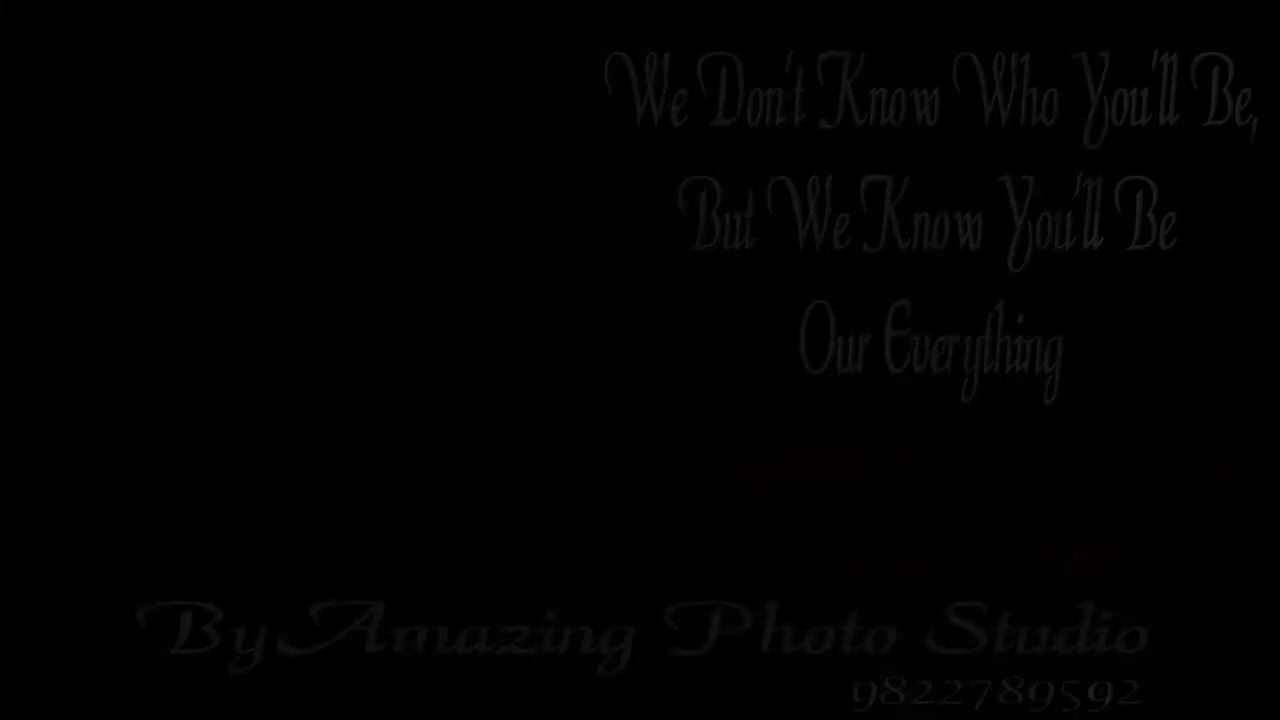 We Don't Know Who You'll Be,
But We Know You'll Be
Our Everything
By Amazing Photo Studio
9822789592